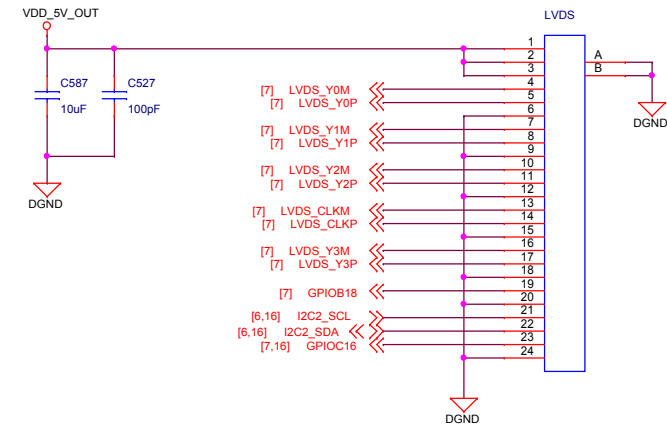 VDD_5V_OUT
LVDS
C587
10uF
C527
100pF
1
2
3
4
5
6
7
8
9
10
11
12
13
14
15
16
17
18
19
20
21
22
23
24
A
B
DGND
[7] LVDS_Y0M
[7] LVDS_Y0P
[7] LVDS_Y1M
[7] LVDS_Y1P
[7] LVDS_Y2M
[7] LVDS_Y2P
[7] LVDS_CLKM
[7] LVDS_CLKP
[7] LVDS_Y3M
[7] LVDS_Y3P
[7] GPIOB18
[6,16] I2C2_SCL
[6,16] I2C2_SDA
[7,16] GPIOC16
DGND
DGND